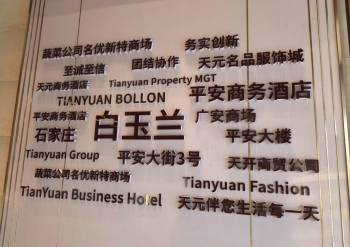 蔬菜公司名优新特商场 务实创新
至诚至信 团结协作 天元名品服饰城
天元商务酒店 Tianyuan Property MGT
TIANYUAN BOLLON 平安商务酒店
平安商务酒店 白玉兰 广安商场
石家庄 平安大楼
Tianyuan Group 平安大街3号 天开商贸公司
蔬菜公司名优新特商场 Tianyuan Fashion
TianYuan Business Hotel 天元伴您生活每一天